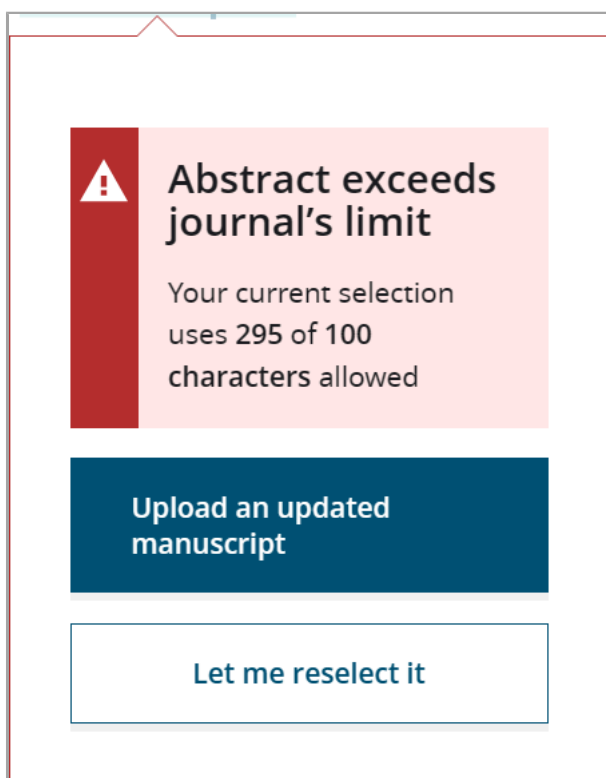 Abstract exceeds
journal's limit
Your current selection
uses 295 of 100
characters allowed
Upload an updated
manuscript
Let me reselect it